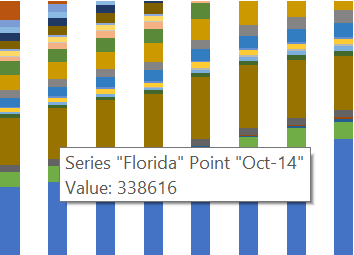 Series "Florida" Point "Oct-14"
Value: 338616